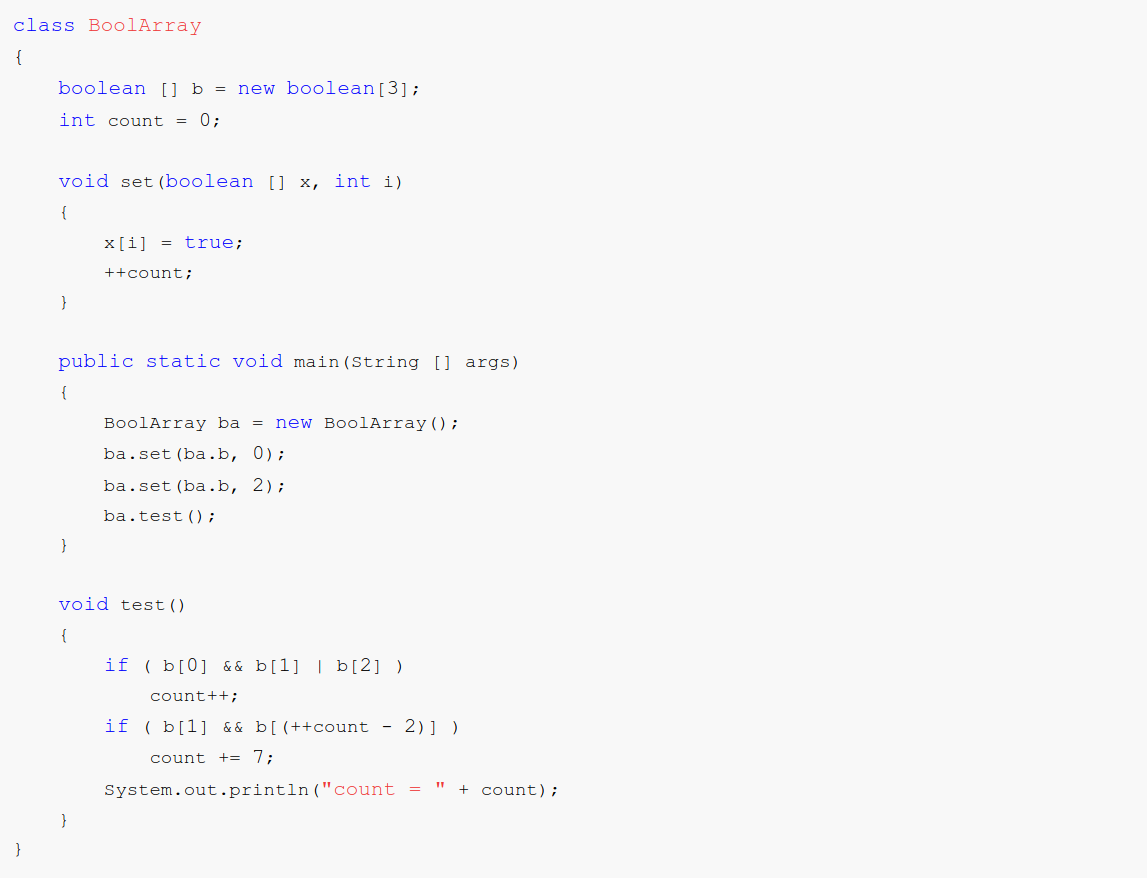 class BoolArray
{
    boolean [] b = new boolean[3];
    int count = 0;

    void set(boolean [] x, int i)
    {
        x[i] = true;
        ++count;
    }

    public static void main(String [] args)
    {
        BoolArray ba = new BoolArray();
        ba.set(ba.b, 0);
        ba.set(ba.b, 2);
        ba.test();
    }

    void test()
    {
        if ( b[0] && b[1] | b[2] )
            count++;
        if ( b[1] && b[(++count - 2)] )
            count += 7;
        System.out.println("count = " + count);
    }
}